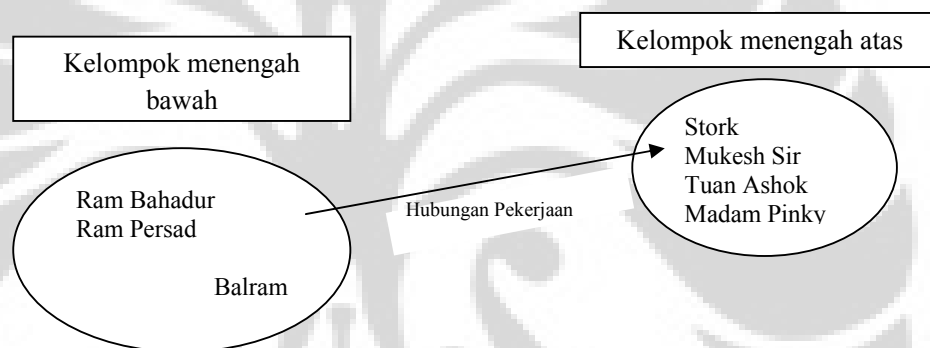 Kelompok menengah
bawah
Kelompok menengah atas
Ram Bahadur
Ram Persad
Balram
Hubungan Pekerjaan
Stork
Mukesh Sir
Tuan Ashok
Madam Pinky